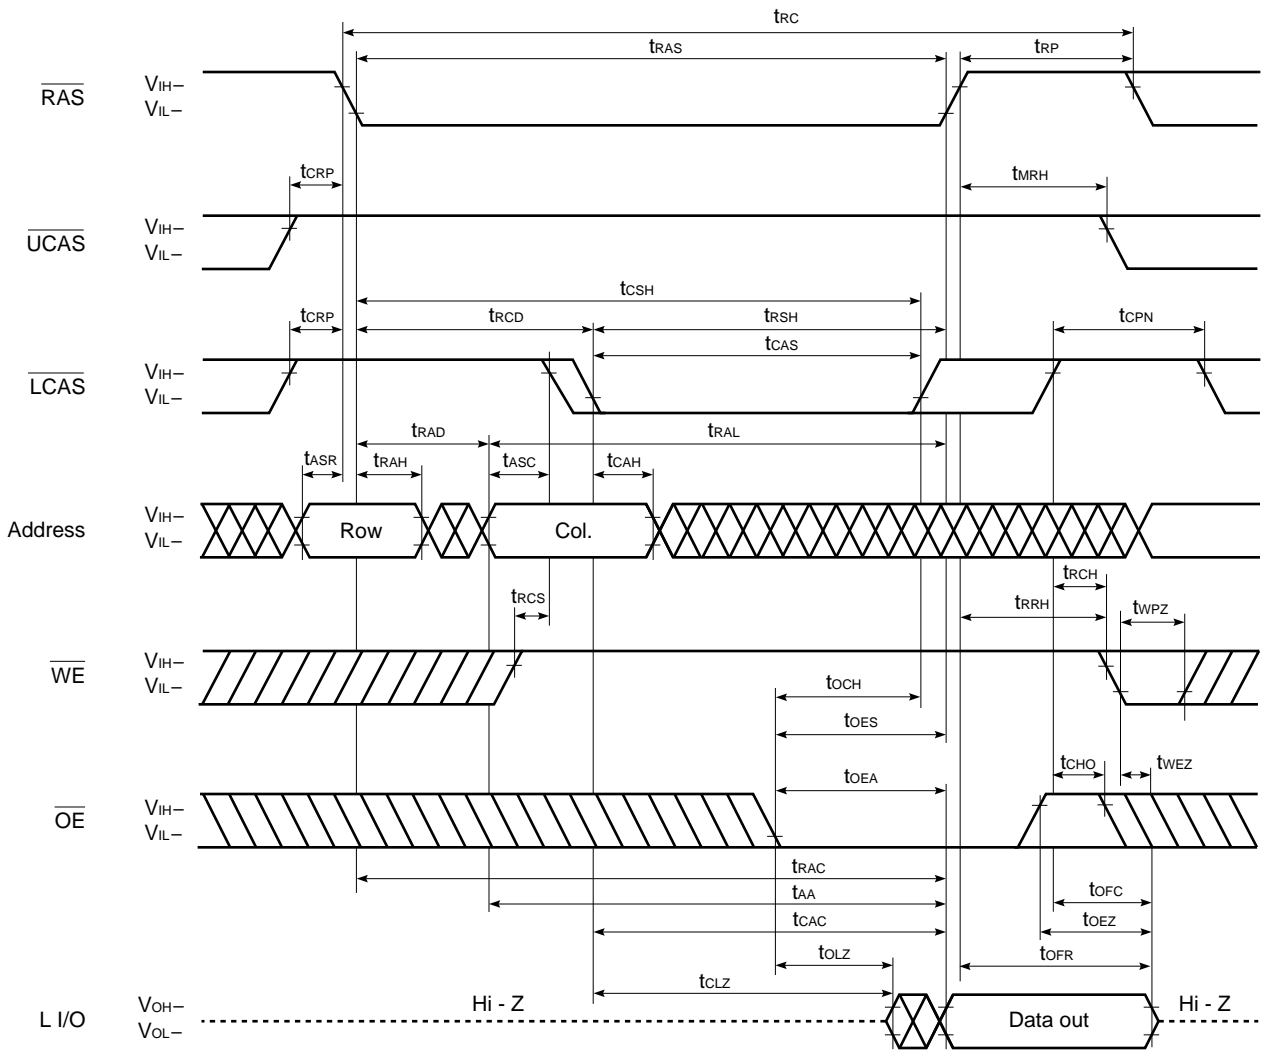 tRC
tRAS tRP
RAS VIH–
VIL–
tCRP tMRH
UCAS VIH–
VIL–
tCSH
tCRP tRCD tRSH tCPN
tCAS
LCAS VIH–
VIL–
tRAD tRAL
tASR tRAH tASC tCAH
Address VIH–
VIL–
Row Col.
tRCH
tRCS tRRH tWPZ
WE VIH–
VIL–
tOCH
tOES
tCHO tWEZ
tOEA
OE VIH–
VIL–
tRAC
tAA tOFC
tCAC tOEZ
tOLZ tOFR
tCLZ
L I/O VOH–
VOL–
Hi - Z Data out Hi - Z